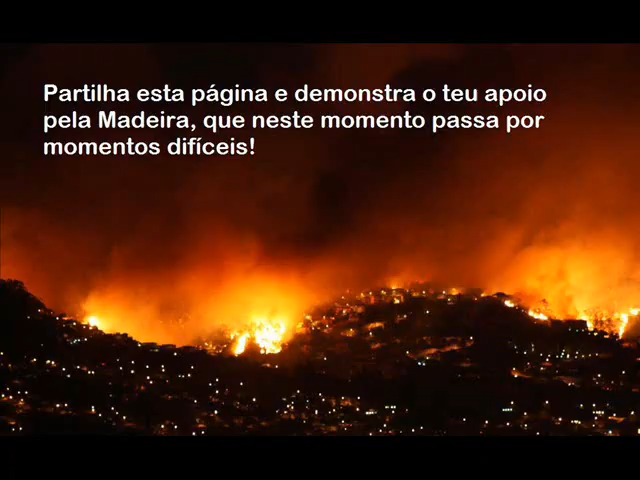 Partilha esta página e demonstra o teu apoio
pela Madeira, que neste momento passa por
momentos difíceis!